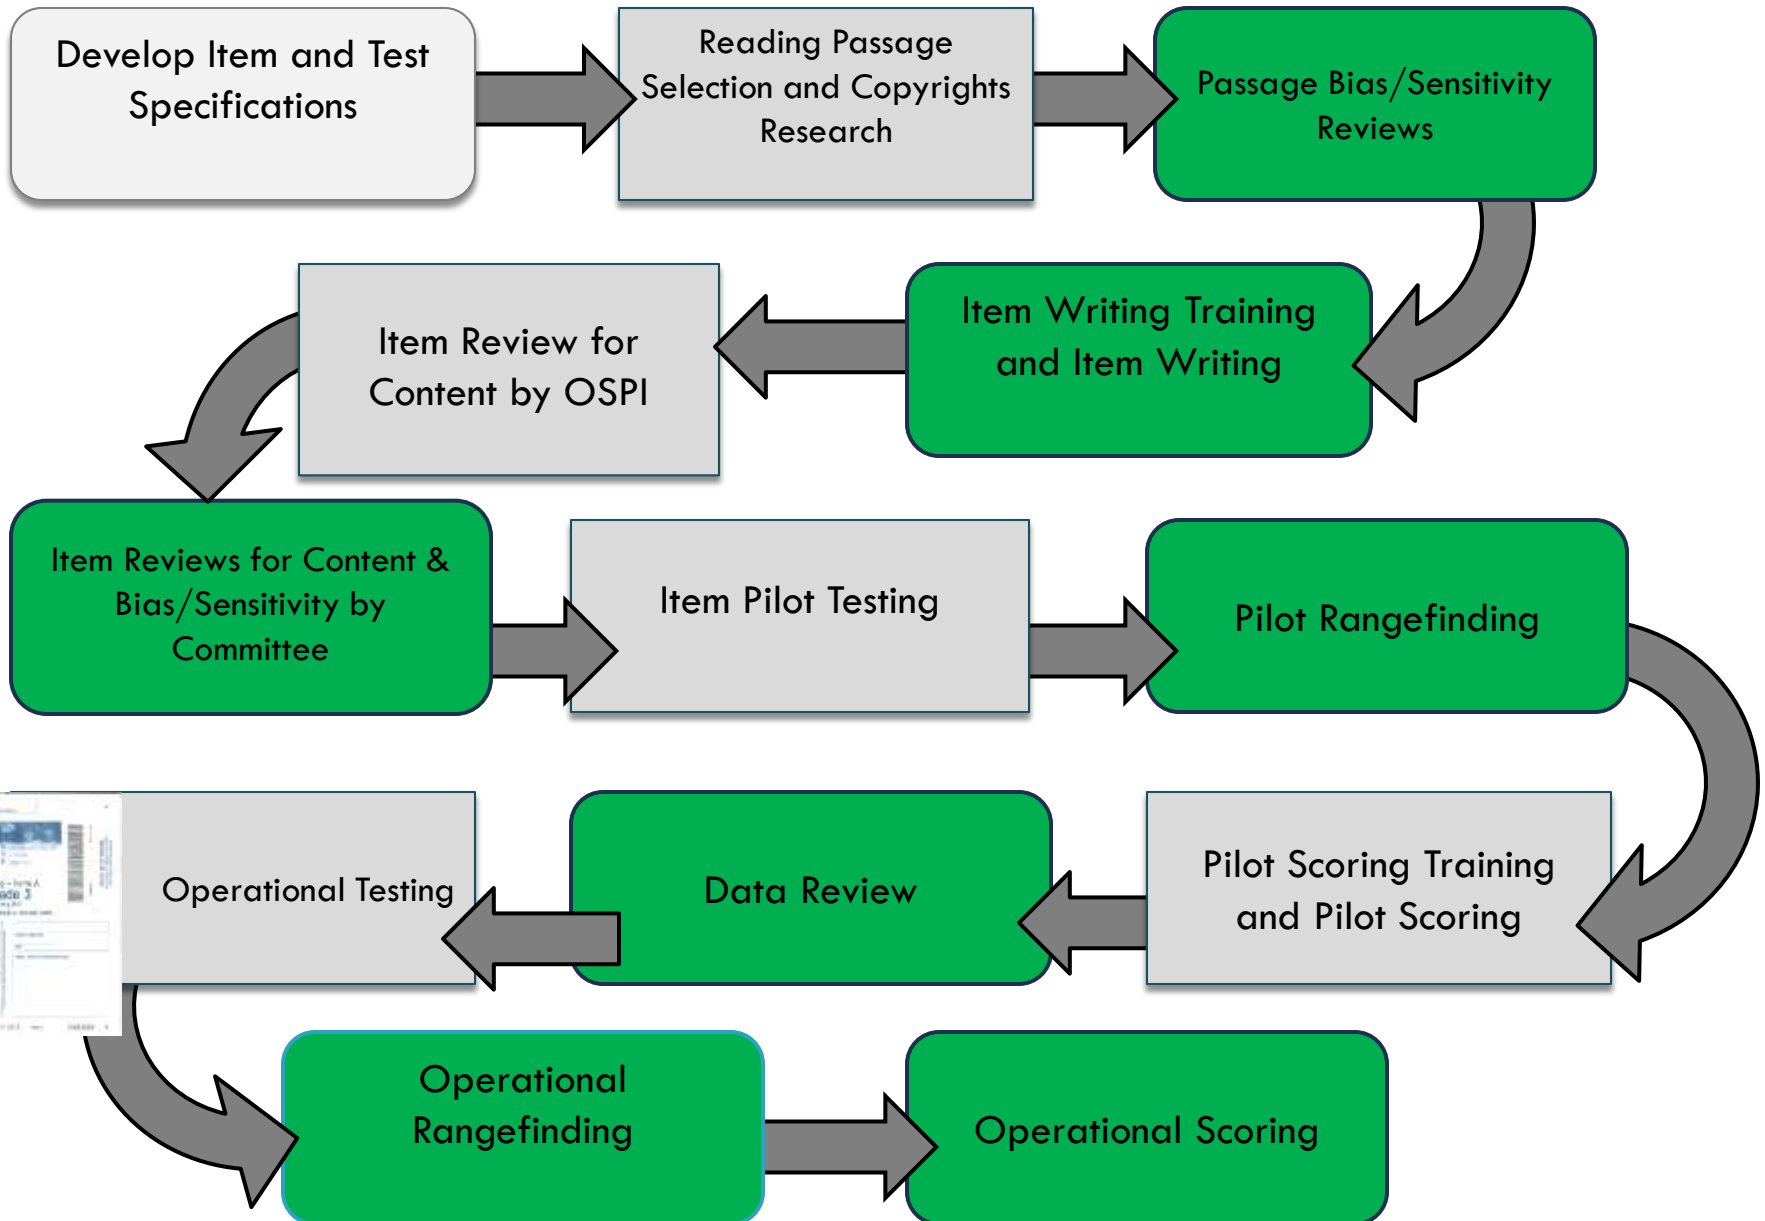 Develop Item and Test
Specifications
Reading Passage
Selection and Copyrights
Research
Passage Bias/Sensitivity
Reviews
Item Writing Training
and Item Writing
Item Review for
Content by OSPI
Item Reviews for Content &
Bias/Sensitivity by
Committee
Item Pilot Testing
Pilot Rangefinding
Pilot Scoring Training
and Pilot Scoring
Data Review
Operational Testing
Operational
Rangefinding
Operational Scoring